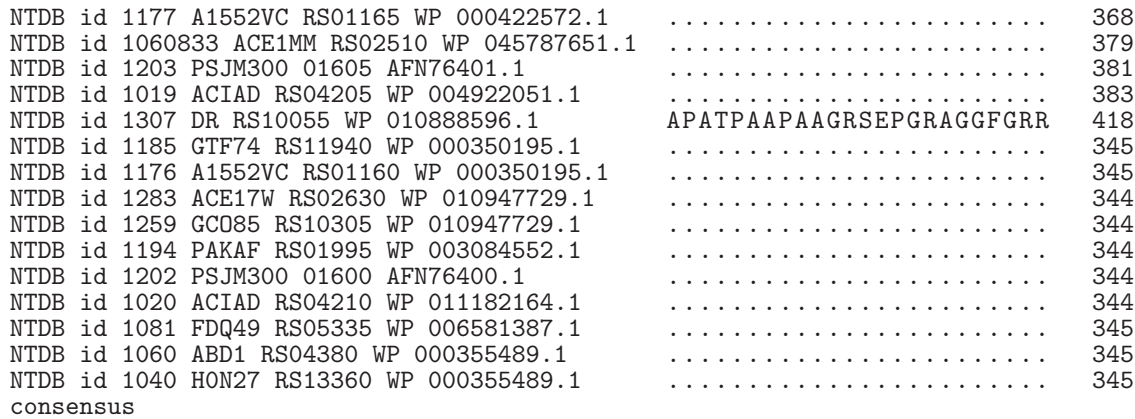 NTDB id 1177 A1552VC RS01165 WP 000422572.1 . . . . . . . . . . . . . . . . . . . . . . . . 368
NTDB id 1060833 ACE1MM RS02510 WP 045787651.1 . . . . . . . . . . . . . . . . . . . . . . . . 379
NTDB id 1203 PSJM300 01605 AFN76401.1 . . . . . . . . . . . . . . . . . . . . . . . . 381
NTDB id 1019 ACIAD RS04205 WP 004922051.1 . . . . . . . . . . . . . . . . . . . . . . . . 383
NTDB id 1307 DR RS10055 WP 010888596.1 APATPAAPAAGRSEPGRAGGFGRR 418
NTDB id 1185 GTF74 RS11940 WP 000350195.1 . . . . . . . . . . . . . . . . . . . . . . . . 345
NTDB id 1176 A1552VC RS01160 WP 000350195.1 . . . . . . . . . . . . . . . . . . . . . . . . 345
NTDB id 1283 ACE17W RS02630 WP 010947729.1 . . . . . . . . . . . . . . . . . . . . . . . . 344
NTDB id 1259 GCO85 RS10305 WP 010947729.1 . . . . . . . . . . . . . . . . . . . . . . . . 344
NTDB id 1194 PAKAF RS01995 WP 003084552.1 . . . . . . . . . . . . . . . . . . . . . . . . 344
NTDB id 1202 PSJM300 01600 AFN76400.1 . . . . . . . . . . . . . . . . . . . . . . . . 344
NTDB id 1020 ACIAD RS04210 WP 011182164.1 . . . . . . . . . . . . . . . . . . . . . . . . 344
NTDB id 1081 FDQ49 RS05335 WP 006581387.1 . . . . . . . . . . . . . . . . . . . . . . . . 345
NTDB id 1060 ABD1 RS04380 WP 000355489.1 . . . . . . . . . . . . . . . . . . . . . . . . 345
NTDB id 1040 HON27 RS13360 WP 000355489.1 . . . . . . . . . . . . . . . . . . . . . . . . 345
consensus